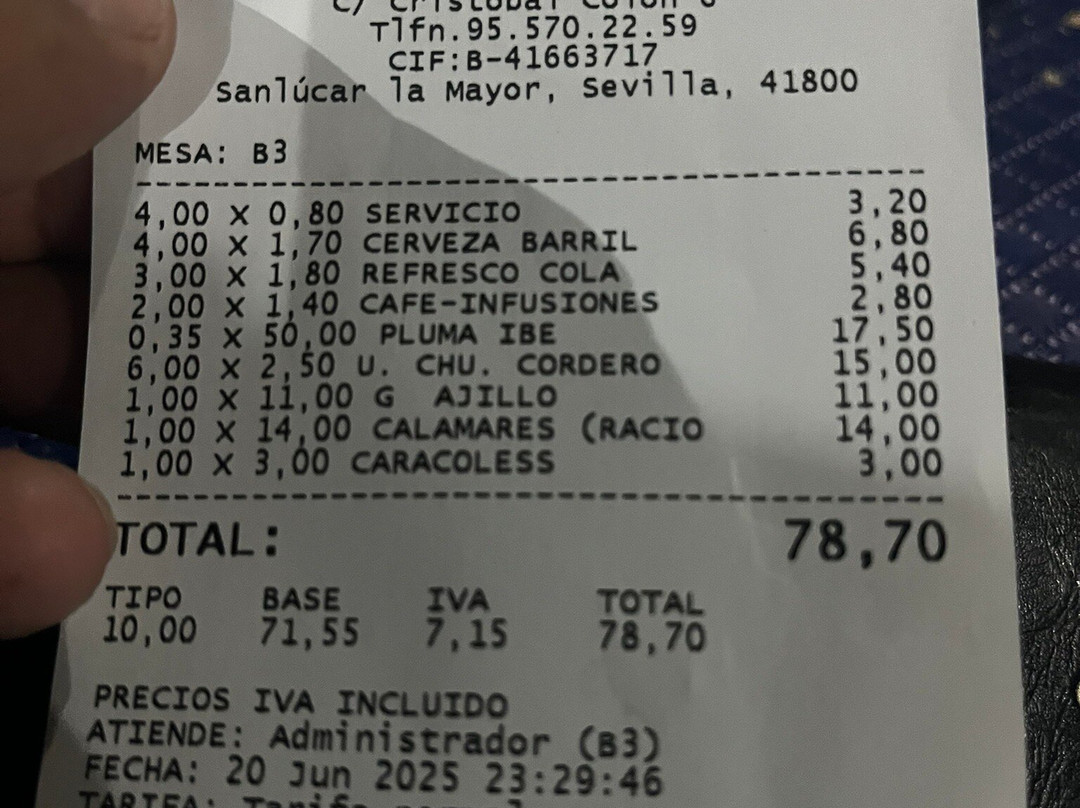 C/ Cristóbal Colón
Tlfn.95.570.22.59
CIF:B-41663717
Sanlúcar la Mayor, Sevilla, 41800
MESA: B3
4,00 X 0,80 SERVICIO 3,20
4,00 X 1,70 CERVEZA BARRIL 6,80
3,00 X 1,80 REFRESCO COLA 5,40
2,00 X 1,40 CAFE-INFUSIONES 2,80
0,35 X 50,00 PLUMA IBE 17,50
6,00 X 2,50 U. CHU. CORDERO 15,00
1,00 X 11,00 G AJILLO 11,00
1,00 X 14,00 CALAMARES (RACIO 14,00
1,00 X 3,00 CARACOLESS 3,00
TOTAL: 78,70
TIPO BASE IVA TOTAL
10,00 71,55 7,15 78,70
PRECIOS IVA INCLUIDO
ATIENDE: Administrador (B3)
FECHA: 20 Jun 2025 23:29:46
TARIFA: